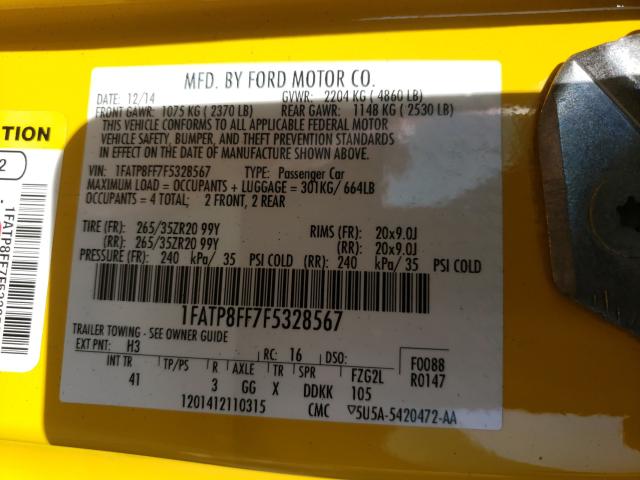 MFD. BY FORD MOTOR CO.
DATE: 12/14 GVWR: 2204 KG ( 4860 LB)
FRONT GAWR: 1075 KG ( 2370 LB) REAR GAWR: 1148 KG ( 2530 LB)
THIS VEHICLE CONFORMS TO ALL APPLICABLE FEDERAL MOTOR
VEHICLE SAFETY, BUMPER, AND THEFT PREVENTION STANDARDS
IN EFFECT ON THE DATE OF MANUFACTURE SHOWN ABOVE.
VIN: 1FATP8FF7F5328567 TYPE: Passenger Car
MAXIMUM LOAD = OCCUPANTS + LUGGAGE = 301KG/ 664LB
OCCUPANTS = 4 TOTAL; 2 FRONT, 2 REAR
TIRE (FR): 265/35ZR20 99Y RIMS (FR): 20x9.0J
(RR): 265/35ZR20 99Y (RR): 20x9.0J
PRESSURE (FR): 240 kPa/ 35 PSI COLD (RR): 240 kPa/ 35 PSI COLD
1FATP8FF7F5328567
TRAILER TOWING - SEE OWNER GUIDE
EXT PNT: H3 RC: 16 DSO: F0088
INT TR TP/PS R AXLE TR SPR FZG2L R0147
41 3 GG X DDKK 105
1201412110315 CMC 5U5A-5420472-AA
TION
2
1FATP8FF7F5328